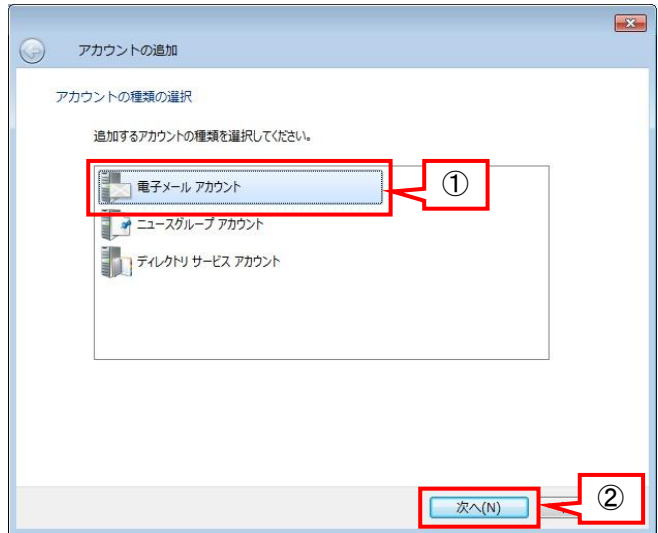 アカウントの追加
アカウントの種類の選択
追加するアカウントの種類を選択してください。
電子メール アカウント
①
ニュースグループ アカウント
ディレクトリ サービス アカウント
次へ(N)
②